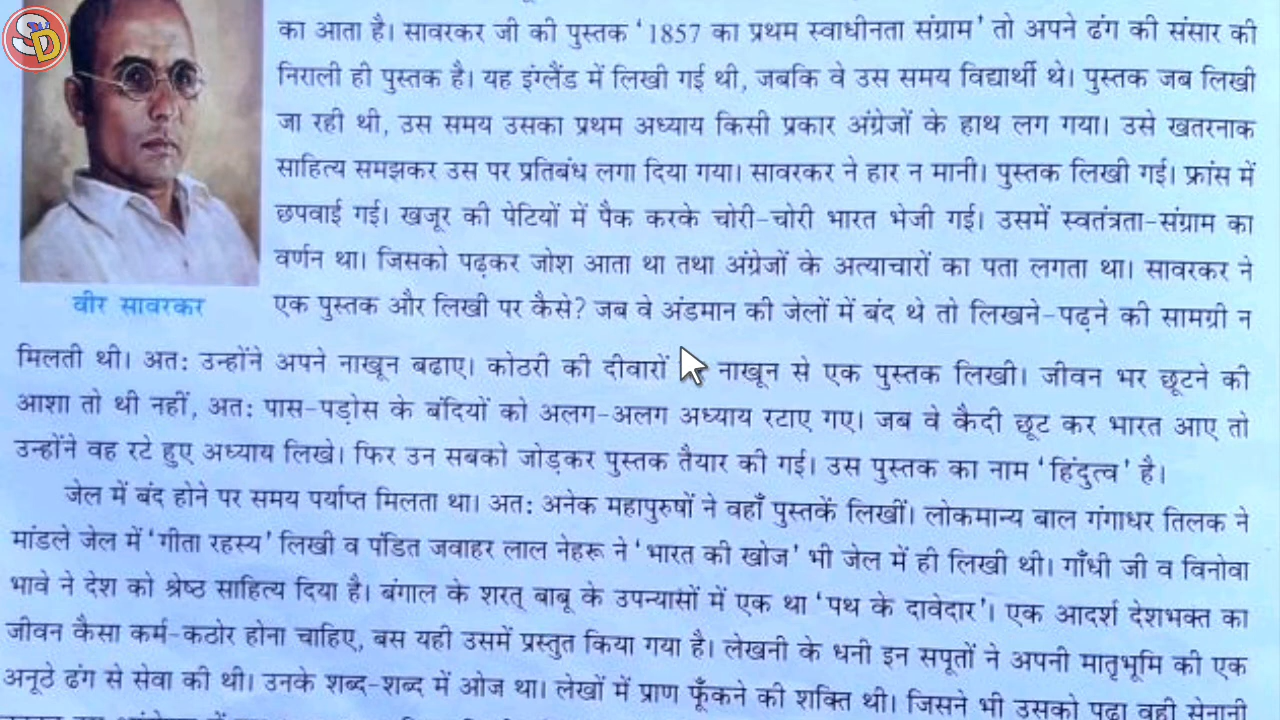 SD
का आता है। सावरकर जी की पुस्तक ‘1857 का प्रथम स्वाधीनता संग्राम’ तो अपने ढंग की संसार की
निराली ही पुस्तक है। यह इंग्लैंड में लिखी गई थी, जबकि वे उस समय विद्यार्थी थे। पुस्तक जब लिखी
जा रही थी, उस समय उसका प्रथम अध्याय किसी प्रकार अंग्रेजों के हाथ लग गया। उसे खतरनाक
साहित्य समझकर उस पर प्रतिबंध लगा दिया गया। सावरकर ने हार न मानी। पुस्तक लिखी गई। फ्रांस में
छपवाई गई। खजूर की पेटियों में पैक करके चोरी-चोरी भारत भेजी गई। उसमें स्वतंत्रता-संग्राम का
वर्णन था। जिसको पढ़कर जोश आता था तथा अंग्रेजों के अत्याचारों का पता लगता था। सावरकर ने
वीर सावरकर
एक पुस्तक और लिखी पर कैसे? जब वे अंडमान की जेलों में बंद थे तो लिखने-पढ़ने की सामग्री न
मिलती थी। अतः उन्होंने अपने नाखून बढाए। कोठरी की दीवारों नाखून से एक पुस्तक लिखी। जीवन भर छूटने की
आशा तो थी नहीं, अतः पास-पड़ोस के बंदियों को अलग-अलग अध्याय रटाए गए। जब वे कैदी छूट कर भारत आए तो
उन्होंने वह रटे हुए अध्याय लिखे। फिर उन सबको जोड़कर पुस्तक तैयार की गई। उस पुस्तक का नाम ‘हिंदुत्व’ है।
जेल में बंद होने पर समय पर्याप्त मिलता था। अतः अनेक महापुरुषों ने वहाँ पुस्तकें लिखीं। लोकमान्य बाल गंगाधर तिलक ने
मांडले जेल में ‘गीता रहस्य’ लिखी व पंडित जवाहर लाल नेहरू ने ‘भारत की खोज’ भी जेल में ही लिखी थी। गाँधी जी व विनोवा
भावे ने देश को श्रेष्ठ साहित्य दिया है। बंगाल के शरत् बाबू के उपन्यासों में एक था ‘पथ के दावेदार’। एक आदर्श देशभक्त का
जीवन कैसा कर्म-कठोर होना चाहिए, बस यही उसमें प्रस्तुत किया गया है। लेखनी के धनी इन सपूतों ने अपनी मातृभूमि की एक
अनूठे ढंग से सेवा की थी। उनके शब्द-शब्द में ओज था। लेखों में प्राण फूँकने की शक्ति थी। जिसने भी उसको पढ़ा वही सेनानी